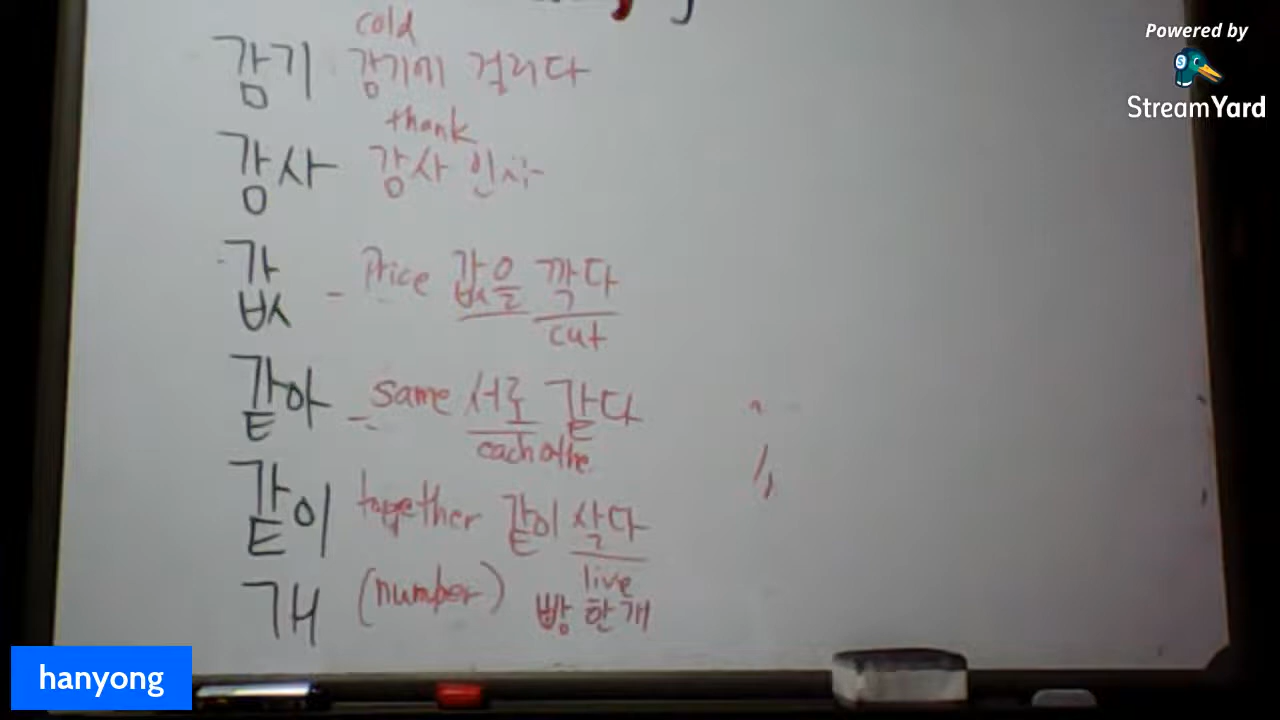 Powered by
StreamYard
cold
감기 감기에 걸리다
thank
감사 감사 인사
값 - Price 값을 깍다
cut
같아 - same 서로 같다
each othe
같이 together 같이 살다
live
개 (number) 빵 한개
hanyong